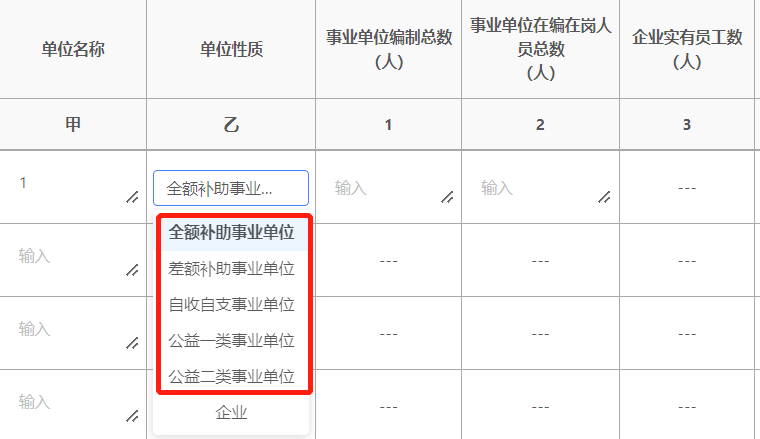 单位名称
单位性质
事业单位编制总数
（人）
事业单位在编在岗人
员总数
（人）
企业实有员工数
（人）
甲
乙
1
2
3
1
全额补助事业...
输入
输入
---
全额补助事业单位
输入
差额补助事业单位
---
---
---
自收自支事业单位
输入
公益一类事业单位
---
---
---
公益二类事业单位
输入
企业
---
---
---